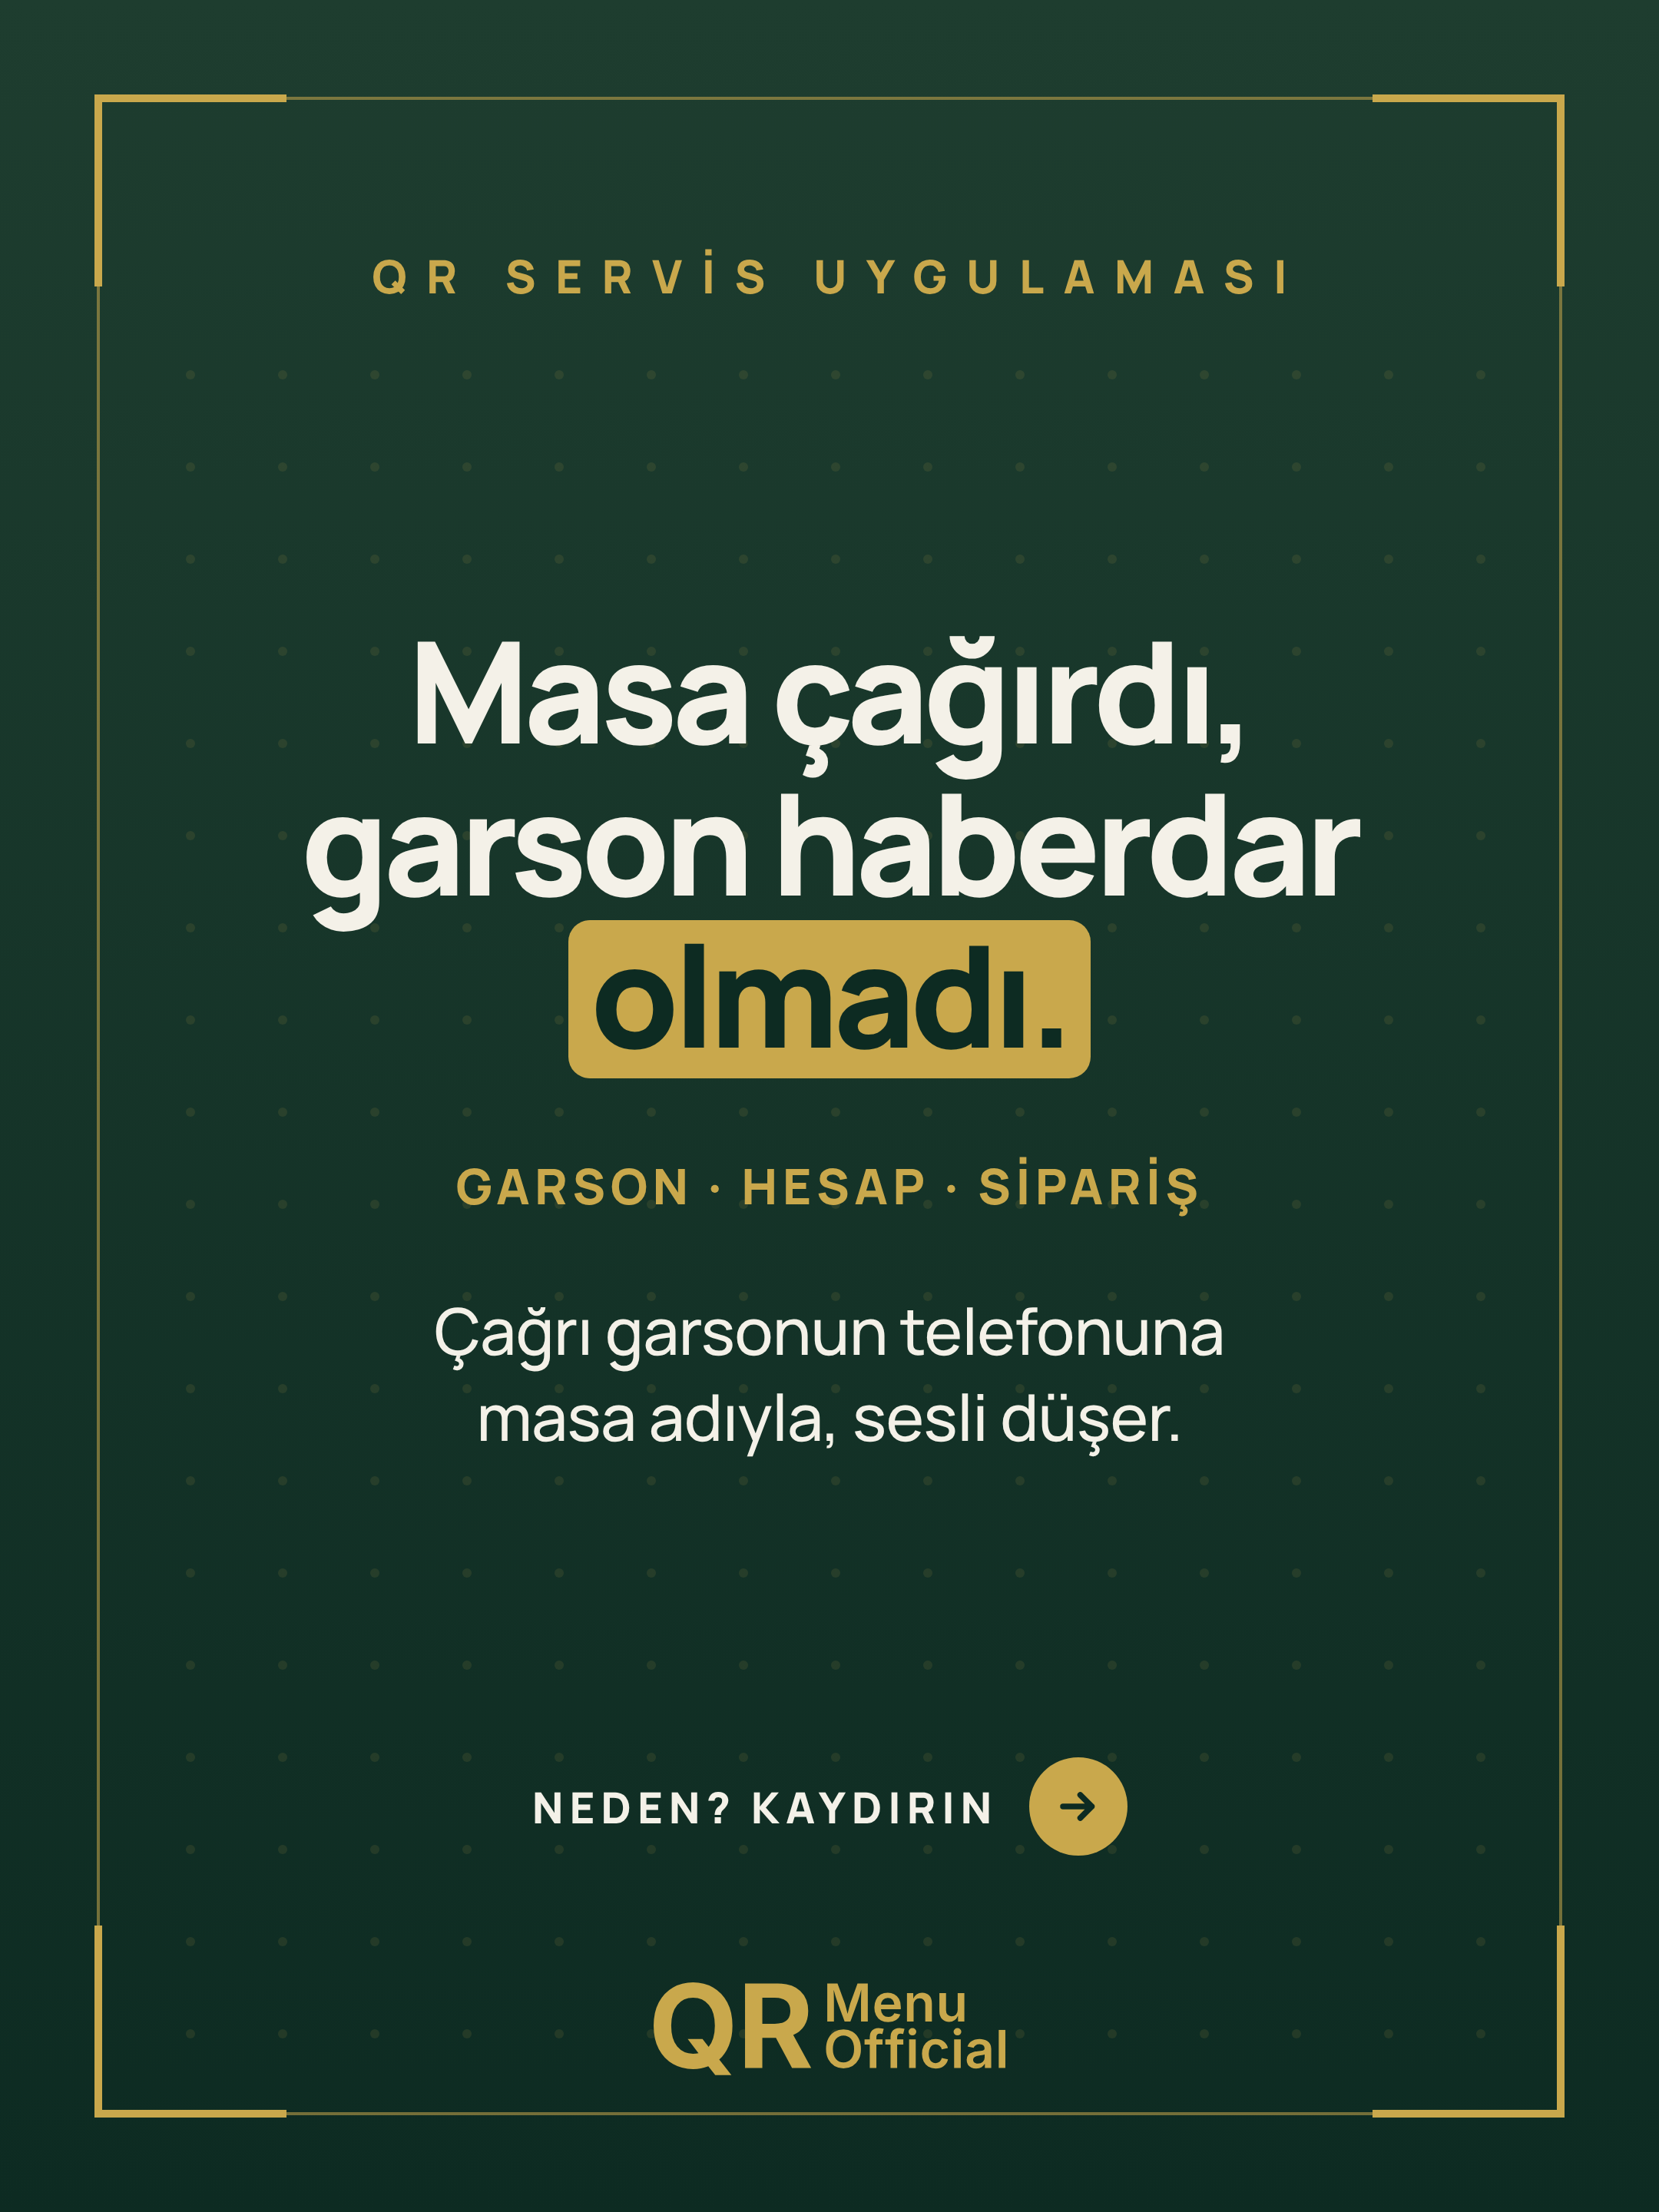 QR SERVİS UYGULAMASI
Masa çağırdı,
garson haberdar
olmadı.
GARSON · HESAP · SİPARİŞ
Çağrı garsonun telefonuna
masa adıyla, sesli düşer.
NEDEN? KAYDIRIN
QR Menu
Official